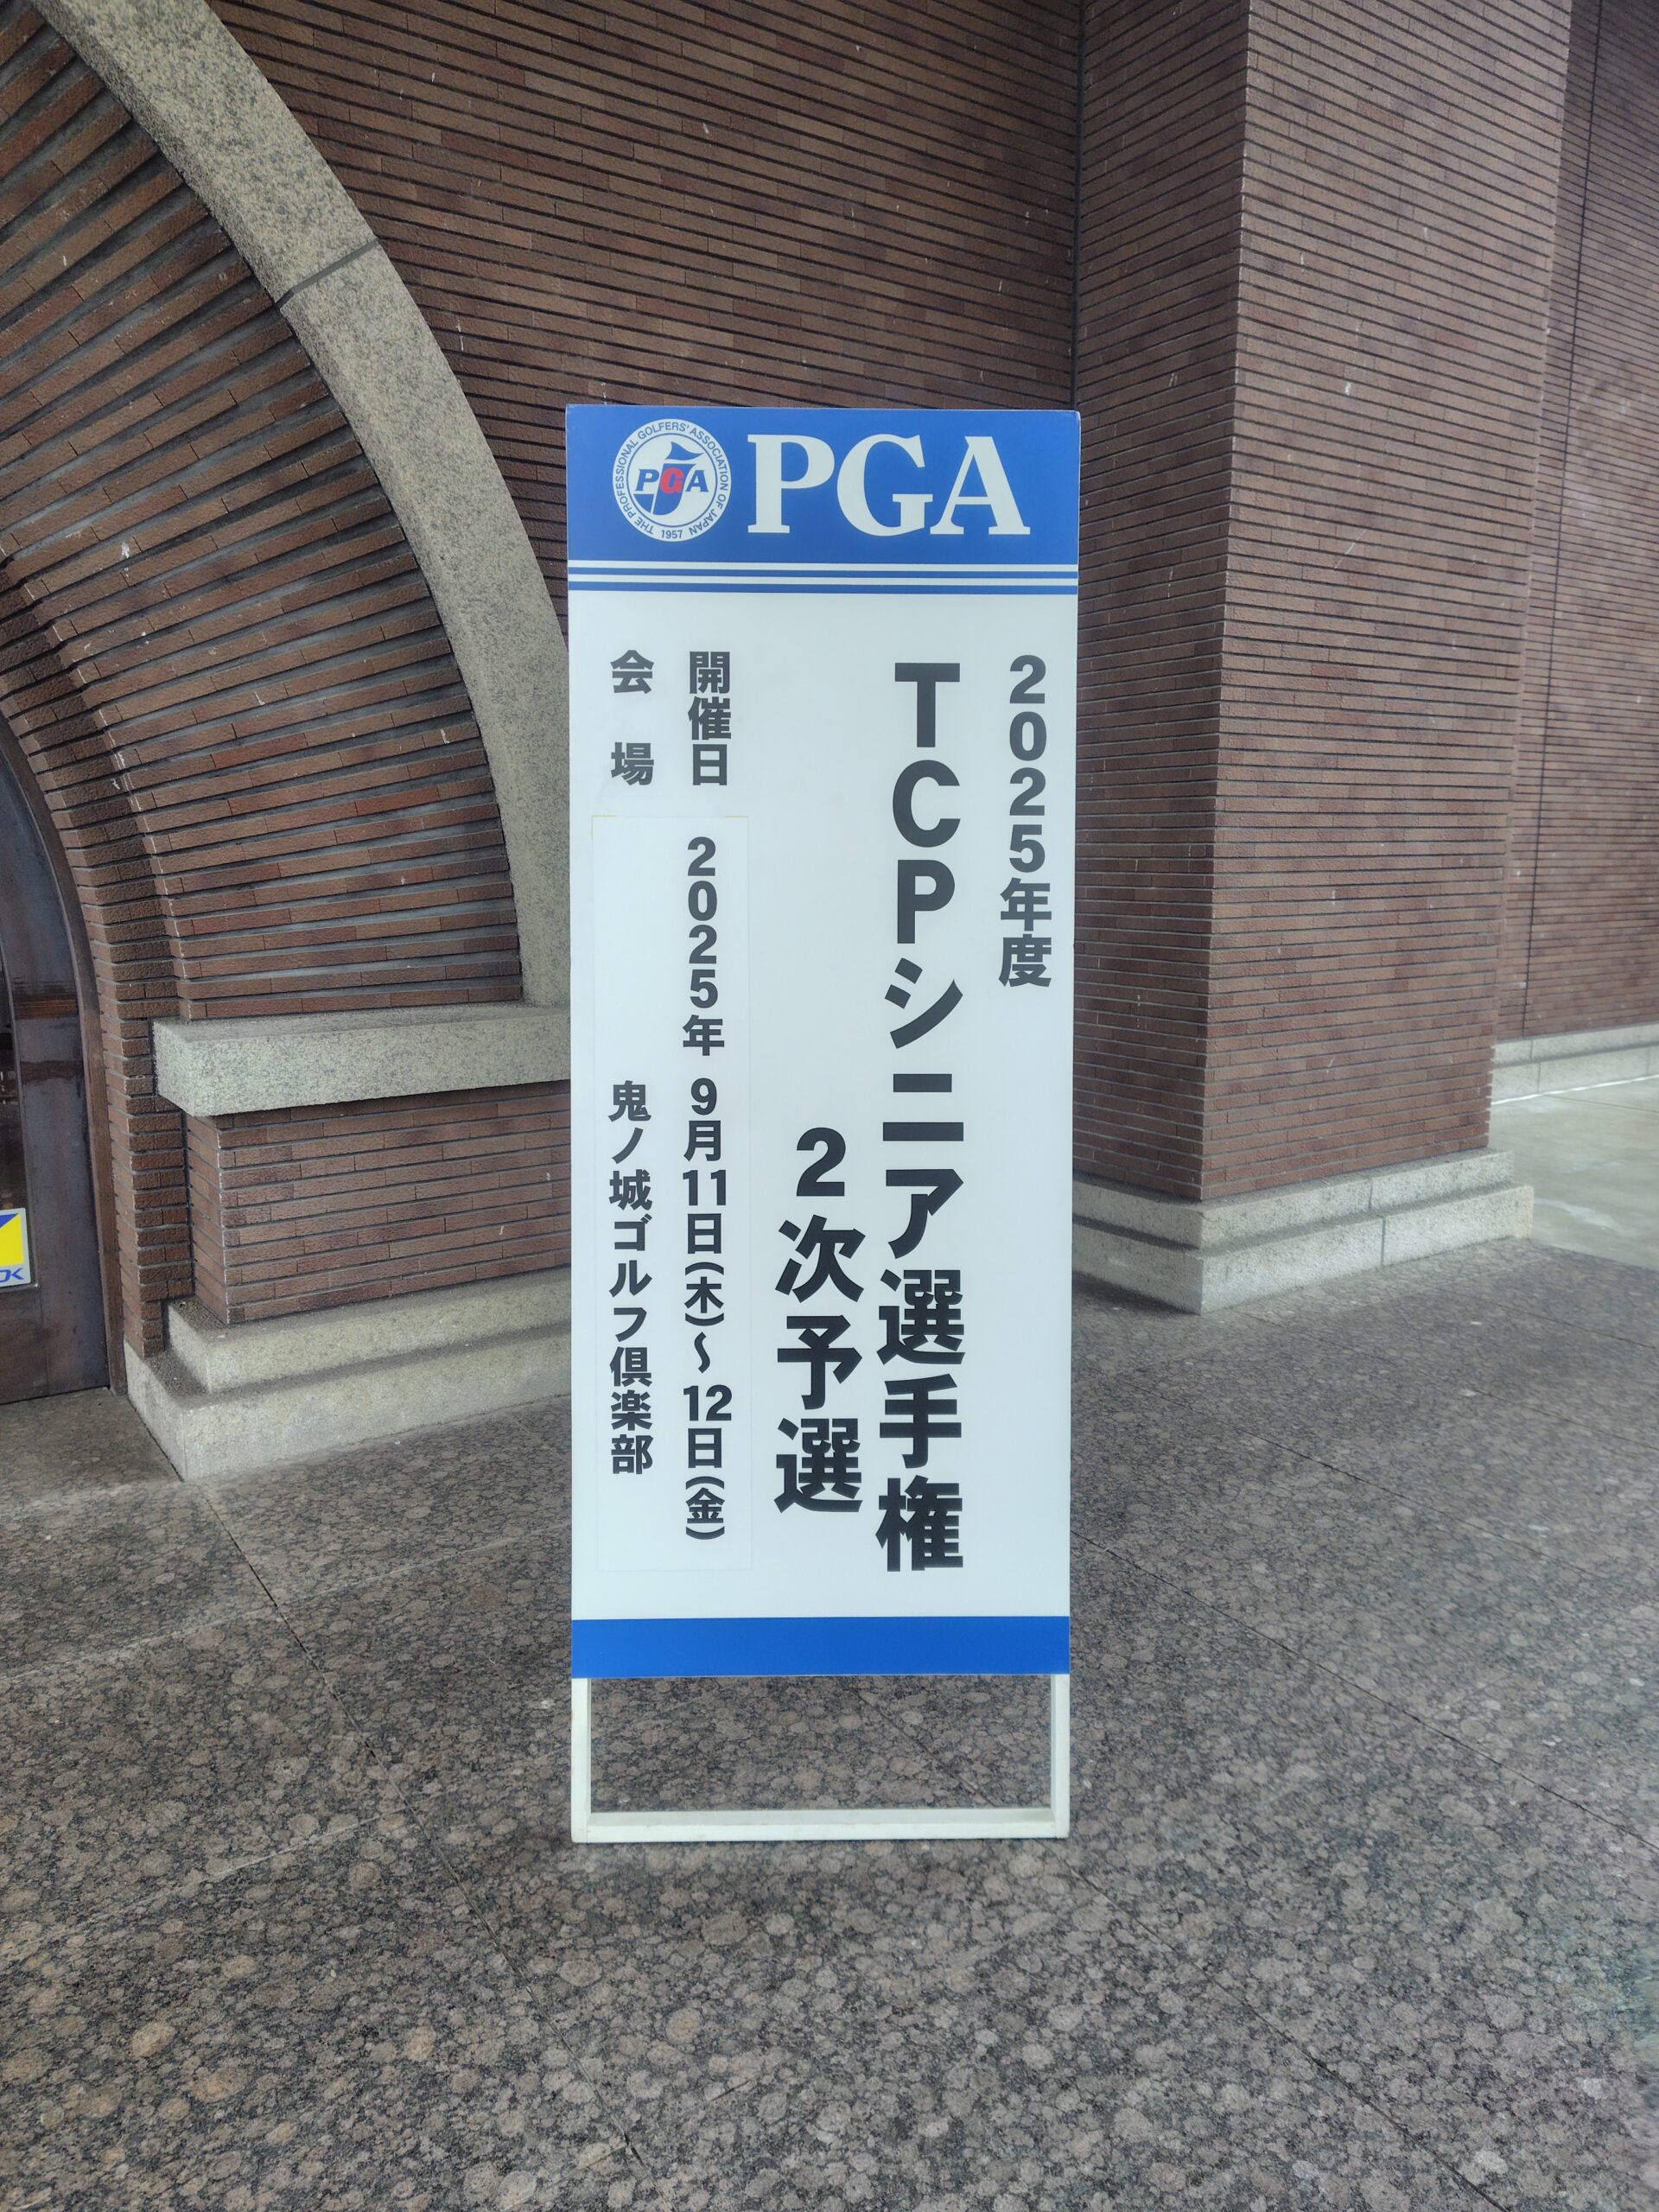 THE PROFESSIONAL GOLFERS' ASSOCIATION OF JAPAN
PGA
1957
PGA
2025年度
TCPシニア選手権
2次予選
開催日 2025年 9月11日(木)〜12日(金)
会場 鬼ノ城ゴルフ倶楽部